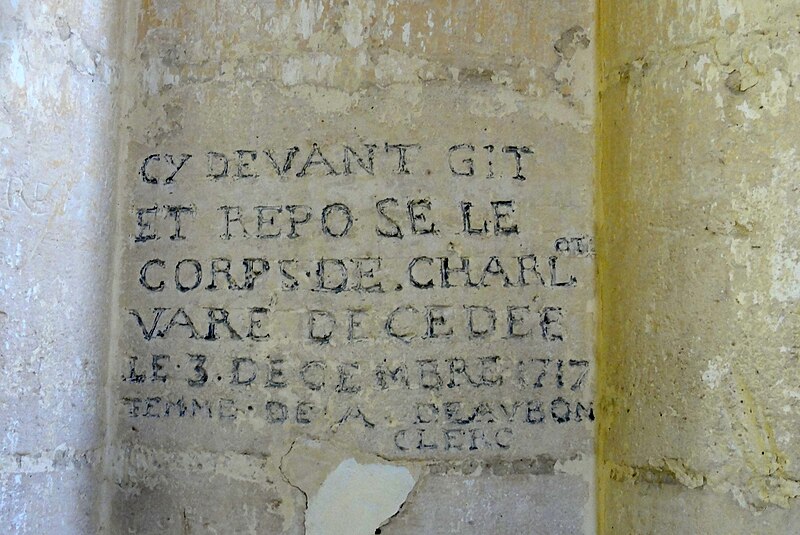 CY DEVANT GIT
ET REPO SE LE
CORPS·DE·CHARLOTE
VARE DECEDEE
LE·3·DECEMBRE 1717
FEMME·DE A DEAVBON
CLERC